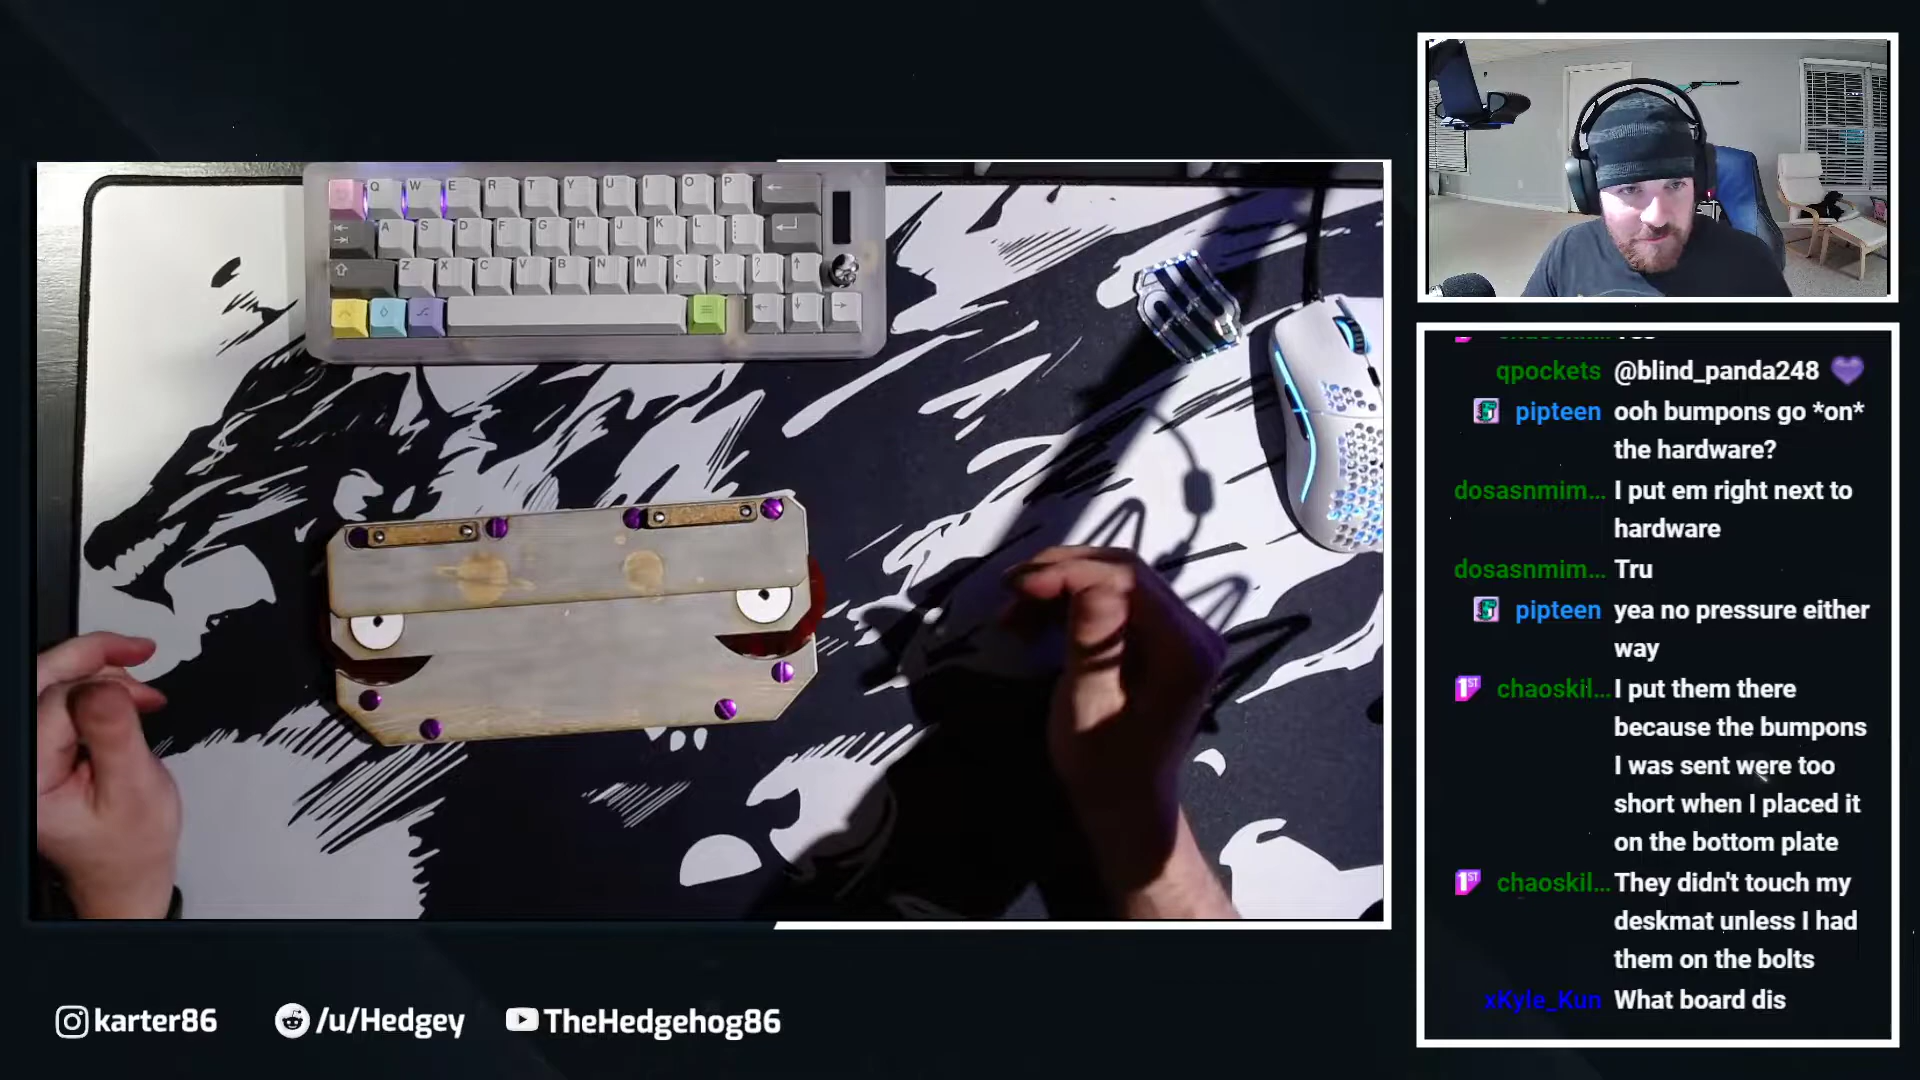 Q W E R T Y U I O P
A S D F G H J K L
Z X C V B N M < > ?
qpockets @blind_panda248
pipteen ooh bumpons go *on*
the hardware?
dosasnmim... I put em right next to
hardware
dosasnmim... Tru
pipteen yea no pressure either
way
1ST chaoskil... I put them there
because the bumpons
I was sent were too
short when I placed it
on the bottom plate
1ST chaoskil... They didn't touch my
deskmat unless I had
them on the bolts
xKyle_Kun What board dis
karter86 /u/Hedgey TheHedgehog86